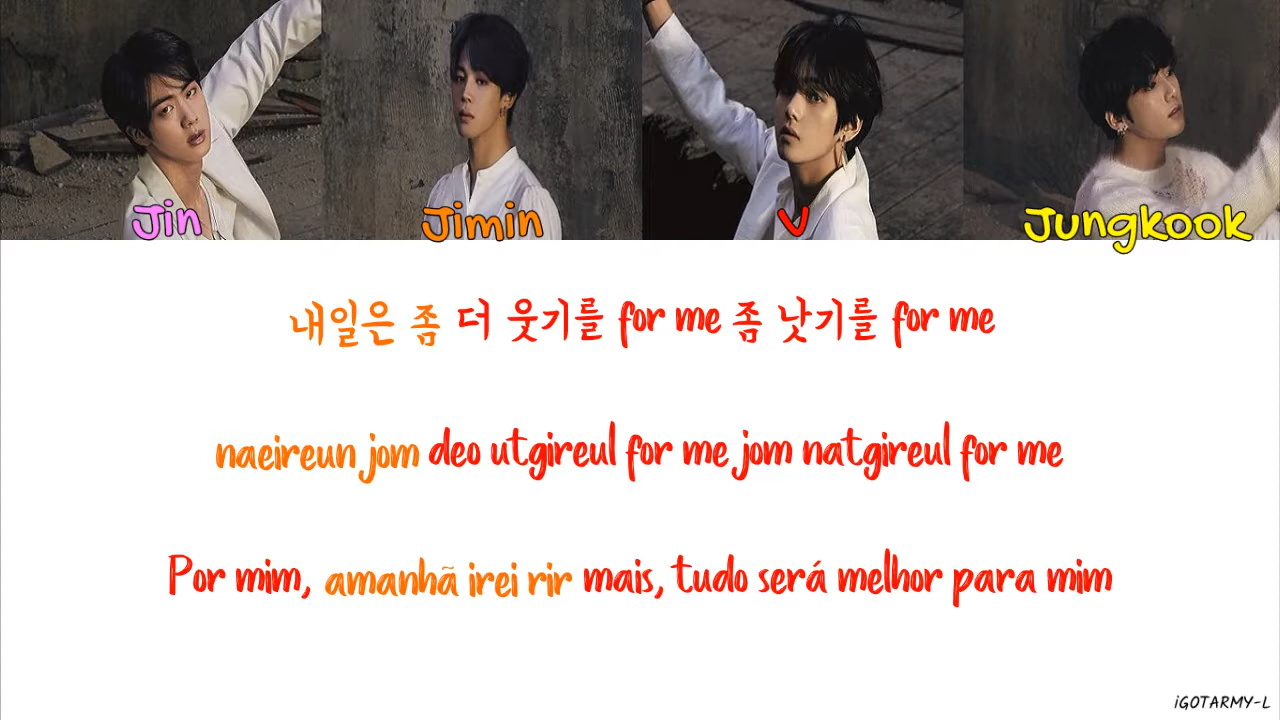 Jin Jimin V Jungkook
내일은 좀 더 웃기를 for me 좀 낫기를 for me
naeireun jom deo utgireul for me jom natgireul for me
Por mim, amanhã irei rir mais, tudo será melhor para mim
iGOTARMY-L